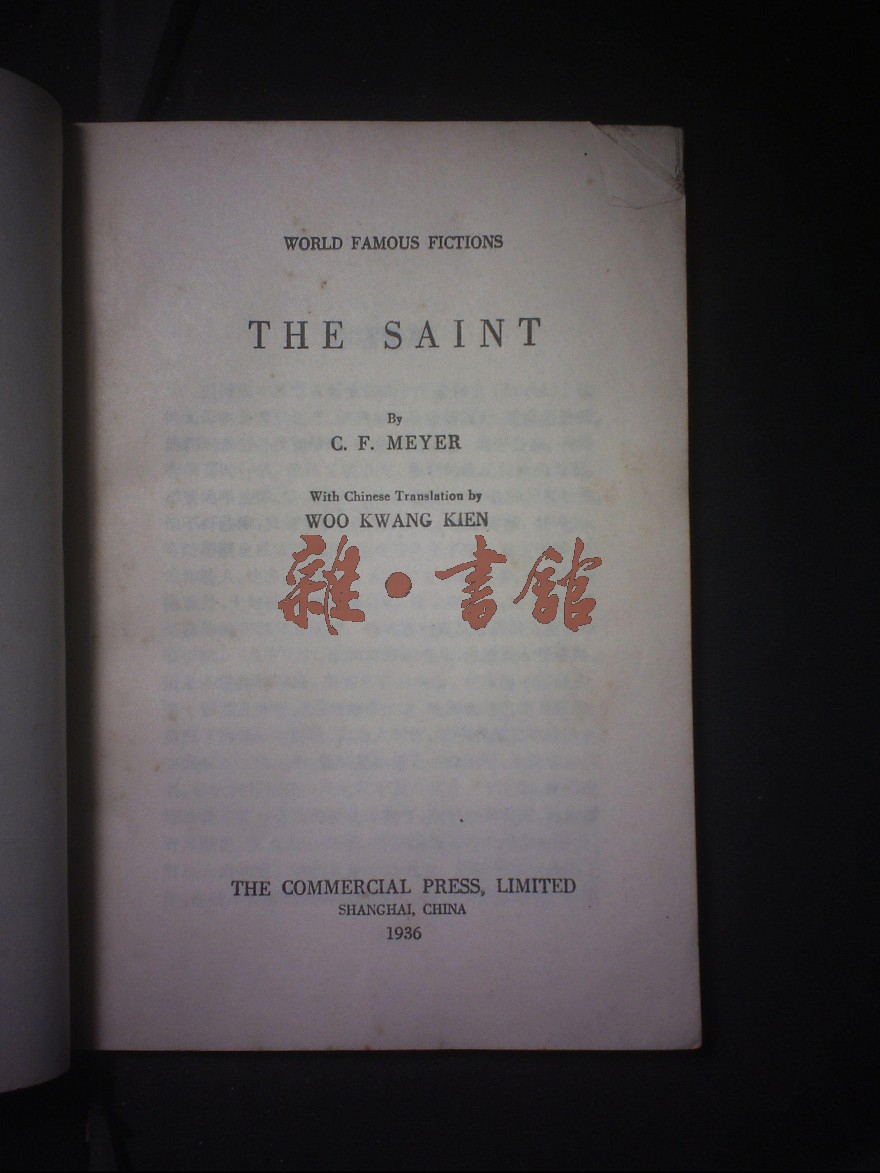 WORLD FAMOUS FICTIONS
THE SAINT
By
C. F. MEYER
With Chinese Translation by
WOO KWANG KIEN
雜•書館
THE COMMERCIAL PRESS, LIMITED
SHANGHAI, CHINA
1936